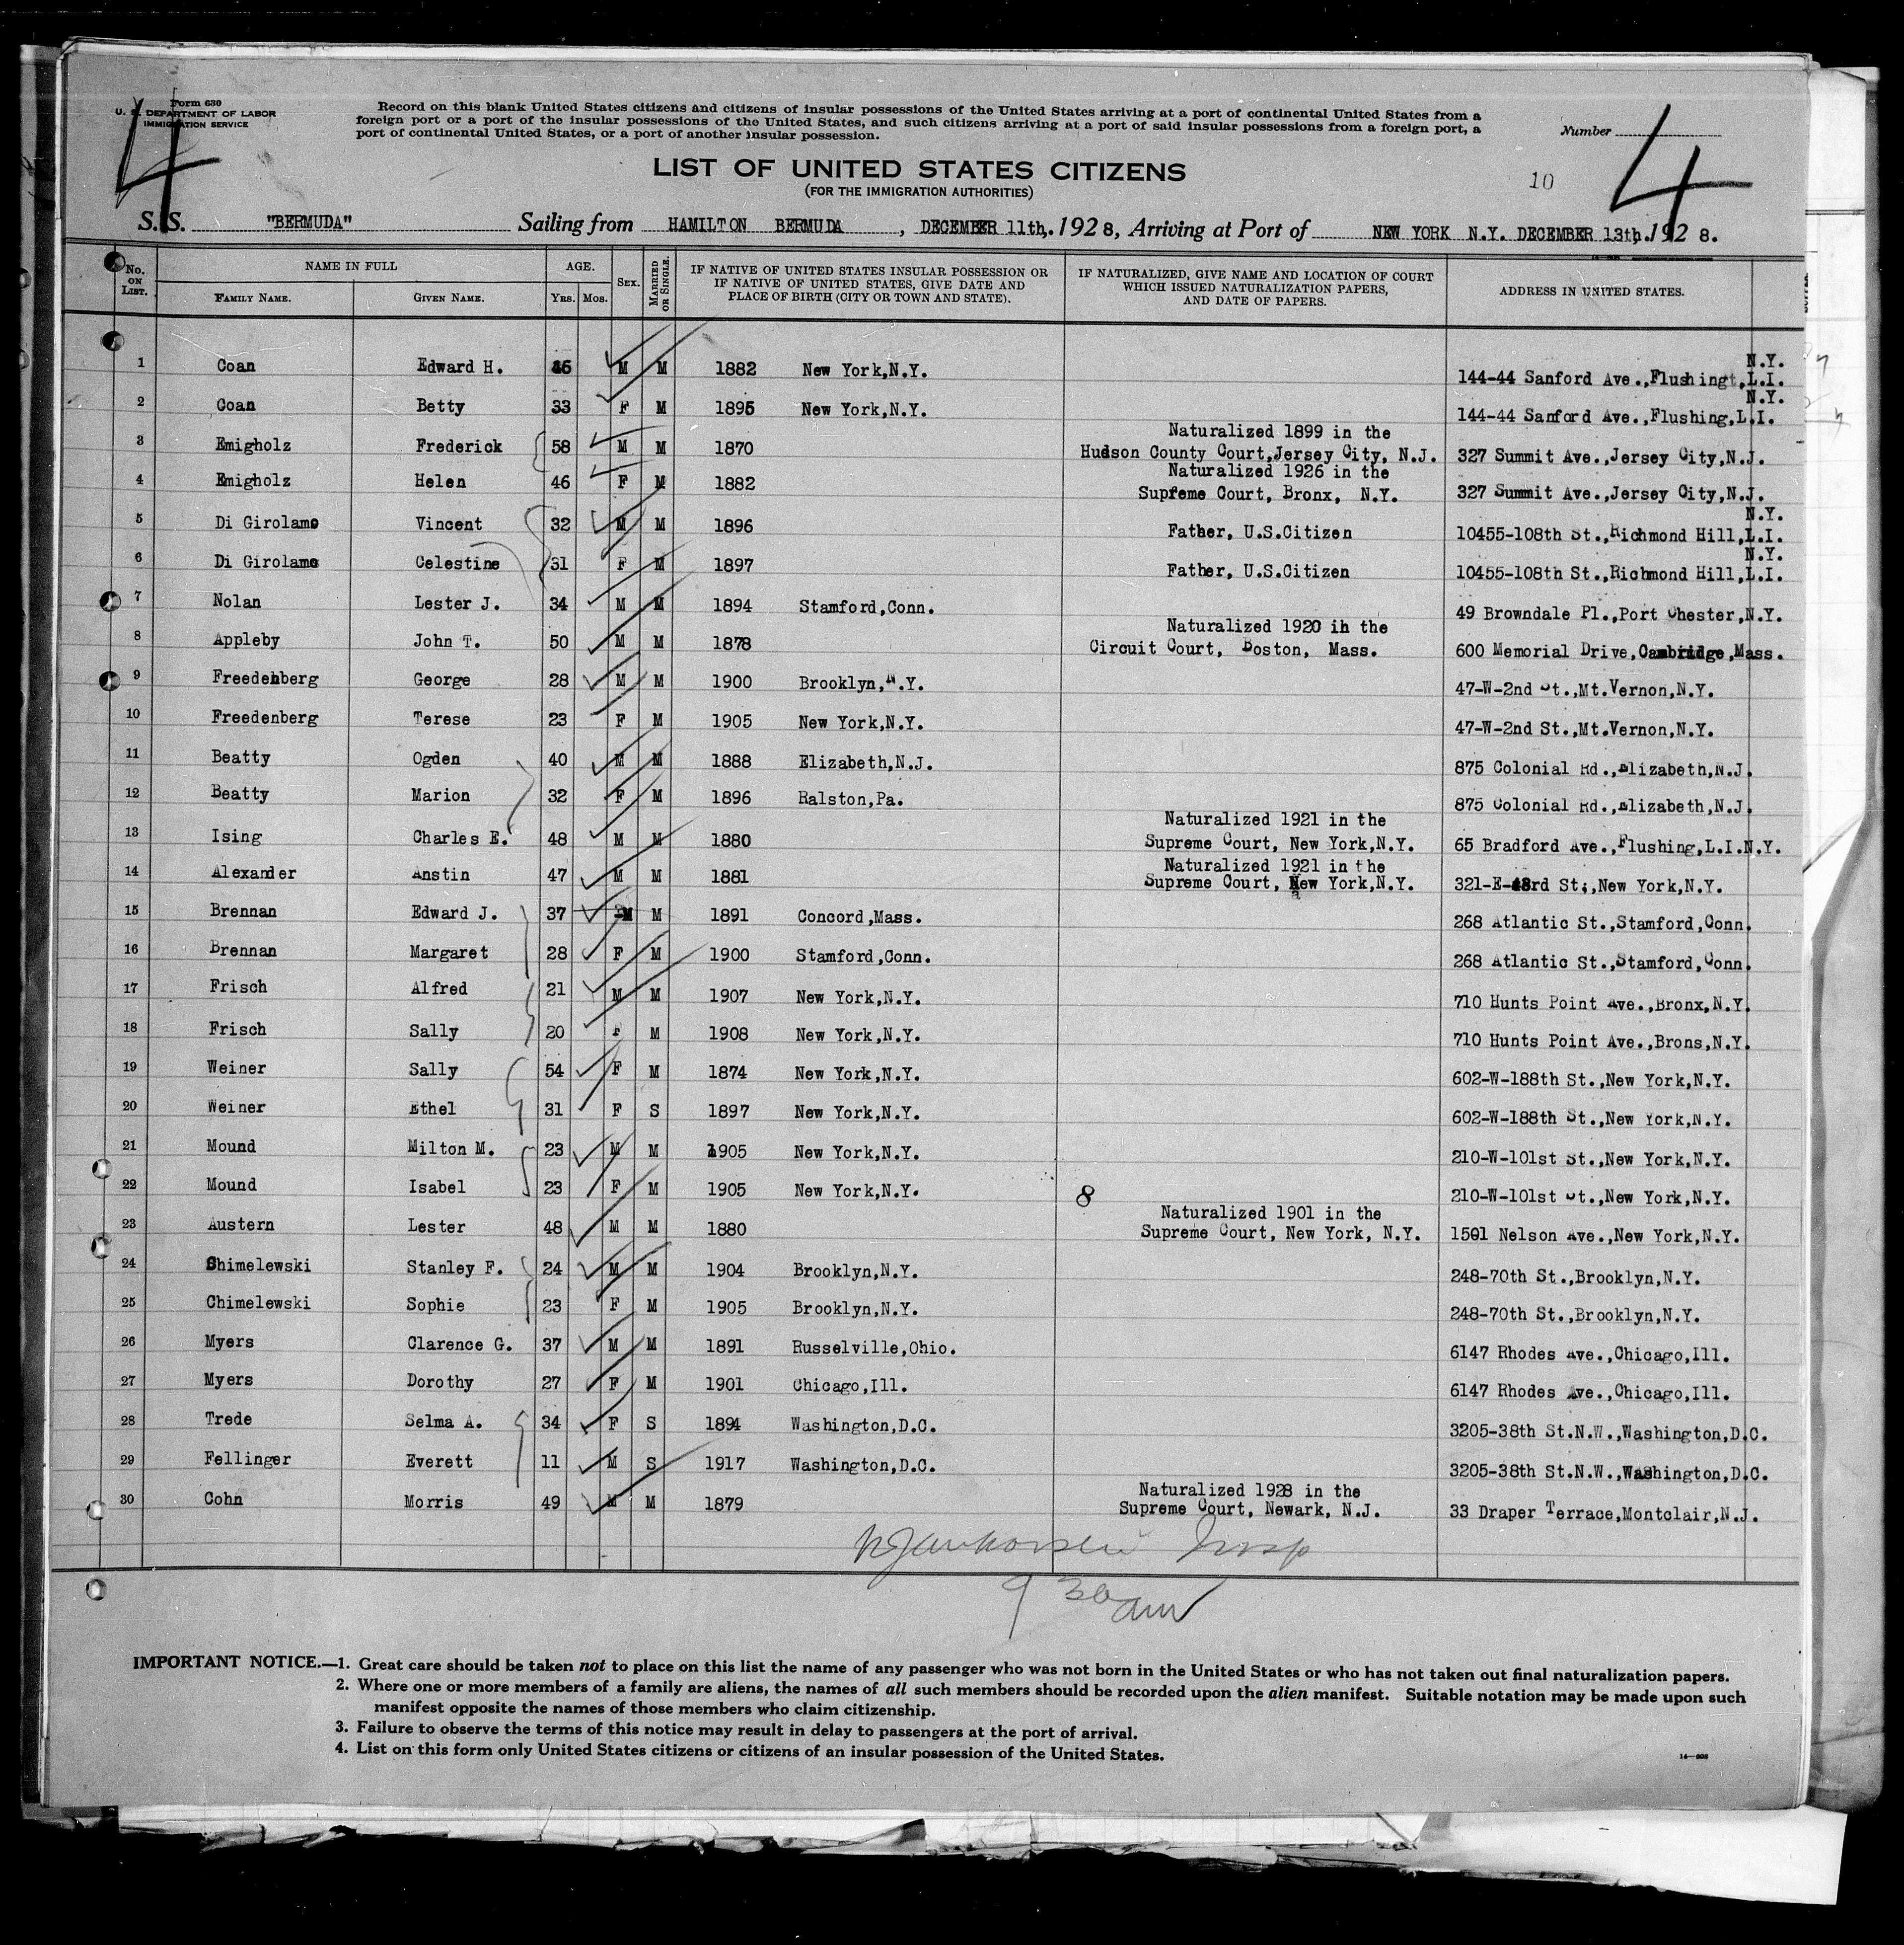 Form 630
U. S. DEPARTMENT OF LABOR
IMMIGRATION SERVICE
4
Record on this blank United States citizens and citizens of insular possessions of the United States arriving at a port of continental United States from a
foreign port or a port of the insular possessions of the United States, and such citizens arriving at a port of said insular possessions from a foreign port, a
port of continental United States, or a port of another insular possession.
Number
4
LIST OF UNITED STATES CITIZENS
(FOR THE IMMIGRATION AUTHORITIES)
10
S. S. "BERMUDA" Sailing from HAMILTON BERMUDA , DECEMBER 11th,. 192 8, Arriving at Port of NEW YORK N.Y. DECEMBER 13th,. 192 8.
No. ON LIST. NAME IN FULL AGE. SEX. MARRIED OR SINGLE. IF NATIVE OF UNITED STATES INSULAR POSSESSION OR IF NATIVE OF UNITED STATES, GIVE DATE AND PLACE OF BIRTH (CITY OR TOWN AND STATE). IF NATURALIZED, GIVE NAME AND LOCATION OF COURT WHICH ISSUED NATURALIZATION PAPERS, AND DATE OF PAPERS. ADDRESS IN UNITED STATES.
FAMILY NAME. GIVEN NAME. YRS. MOS.
N.Y.
1 Coan Edward H. 46 M M 1882 New York,N.Y. 144-44 Sanford Ave.,Flushingt,L.I.
N.Y.
2 Coan Betty 33 F M 1895 New York,N.Y. 144-44 Sanford Ave.,Flushing,L.I.
Naturalized 1899 in the
3 Emigholz Frederick 58 M M 1870 Hudson County Court,Jersey City, N.J. 327 Summit Ave.,Jersey City,N.J.
Naturalized 1926 in the
4 Emigholz Helen 46 F M 1882 Supreme Court, Bronx, N.Y. 327 Summit Ave.,Jersey City,N.J.
N.Y.
5 Di Girolamo Vincent 32 M M 1896 Father, U.S.Citizen 10455-108th St.,Richmond Hill,L.I.
N.Y.
6 Di Girolamo Celestine 31 F M 1897 Father, U.S.Citizen 10455-108th St.,Richmond Hill,L.I.
7 Nolan Lester J. 34 M M 1894 Stamford,Conn. 49 Browndale Pl.,Port Chester,N.Y.
Naturalized 1920 in the
8 Appleby John T. 50 M M 1878 Circuit Court, Boston, Mass. 600 Memorial Drive,Cambridge,Mass.
9 Freedenberg George 28 M M 1900 Brooklyn,N.Y. 47-W-2nd St.,Mt.Vernon,N.Y.
10 Freedenberg Terese 23 F M 1905 New York,N.Y. 47-W-2nd St.,Mt.Vernon,N.Y.
11 Beatty Ogden 40 M M 1888 Elizabeth,N.J. 875 Colonial Rd.,Elizabeth,N.J.
12 Beatty Marion 32 F M 1896 Ralston,Pa. 875 Colonial Rd.,Elizabeth,N.J.
Naturalized 1921 in the
13 Ising Charles E. 48 M M 1880 Supreme Court, New York,N.Y. 65 Bradford Ave.,Flushing,L.I.N.Y.
Naturalized 1921 in the
14 Alexander Anstin 47 M M 1881 Supreme Court, New York,N.Y. 321-E-43rd St.,New York,N.Y.
15 Brennan Edward J. 37 M M 1891 Concord,Mass. 268 Atlantic St.,Stamford,Conn.
16 Brennan Margaret 28 F M 1900 Stamford,Conn. 268 Atlantic St.,Stamford,Conn.
17 Frisch Alfred 21 M M 1907 New York,N.Y. 710 Hunts Point Ave.,Bronx,N.Y.
18 Frisch Sally 20 F M 1908 New York,N.Y. 710 Hunts Point Ave.,Brons,N.Y.
19 Weiner Sally 54 F M 1874 New York,N.Y. 602-W-188th St.,New York,N.Y.
20 Weiner Ethel 31 F S 1897 New York,N.Y. 602-W-188th St.,New York,N.Y.
21 Mound Milton M. 23 M M 1905 New York,N.Y. 210-W-101st St.,New York,N.Y.
22 Mound Isabel 23 F M 1905 New York,N.Y. 8 210-W-101st St.,New York,N.Y.
Naturalized 1901 in the
23 Austern Lester 48 M M 1880 Supreme Court, New York, N.Y. 1501 Nelson Ave.,New York,N.Y.
24 Chimelewski Stanley F. 24 M M 1904 Brooklyn,N.Y. 248-70th St.,Brooklyn,N.Y.
25 Chimelewski Sophie 23 F M 1905 Brooklyn,N.Y. 248-70th St.,Brooklyn,N.Y.
26 Myers Clarence G. 37 M M 1891 Russelville,Ohio. 6147 Rhodes Ave.,Chicago,Ill.
27 Myers Dorothy 27 F M 1901 Chicago,Ill. 6147 Rhodes Ave.,Chicago,Ill.
28 Trede Selma A. 34 F S 1894 Washington,D.C. 3205-38th St.N.W.,Washington,D.C.
29 Fellinger Everett 11 M S 1917 Washington,D.C. 3205-38th St.N.W.,Washington,D.C.
Naturalized 1928 in the
30 Cohn Morris 49 M M 1879 Supreme Court, Newark, N.J. 33 Draper Terrace,Montclair,N.J.
Insp
9 30 am
IMPORTANT NOTICE.—1. Great care should be taken not to place on this list the name of any passenger who was not born in the United States or who has not taken out final naturalization papers.
2. Where one or more members of a family are aliens, the names of all such members should be recorded upon the alien manifest. Suitable notation may be made upon such
manifest opposite the names of those members who claim citizenship.
3. Failure to observe the terms of this notice may result in delay to passengers at the port of arrival.
4. List on this form only United States citizens or citizens of an insular possession of the United States.